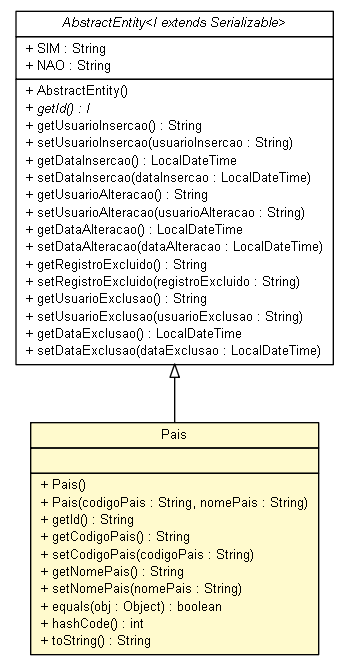 AbstractEntity<I extends Serializable>
+ SIM : String
+ NAO : String
+ AbstractEntity()
+ getId() : I
+ getUsuarioInsercao() : String
+ setUsuarioInsercao(usuarioInsercao : String)
+ getDataInsercao() : LocalDateTime
+ setDataInsercao(dataInsercao : LocalDateTime)
+ getUsuarioAlteracao() : String
+ setUsuarioAlteracao(usuarioAlteracao : String)
+ getDataAlteracao() : LocalDateTime
+ setDataAlteracao(dataAlteracao : LocalDateTime)
+ getRegistroExcluido() : String
+ setRegistroExcluido(registroExcluido : String)
+ getUsuarioExclusao() : String
+ setUsuarioExclusao(usuarioExclusao : String)
+ getDataExclusao() : LocalDateTime
+ setDataExclusao(dataExclusao : LocalDateTime)
Pais
+ Pais()
+ Pais(codigoPais : String, nomePais : String)
+ getId() : String
+ getCodigoPais() : String
+ setCodigoPais(codigoPais : String)
+ getNomePais() : String
+ setNomePais(nomePais : String)
+ equals(obj : Object) : boolean
+ hashCode() : int
+ toString() : String